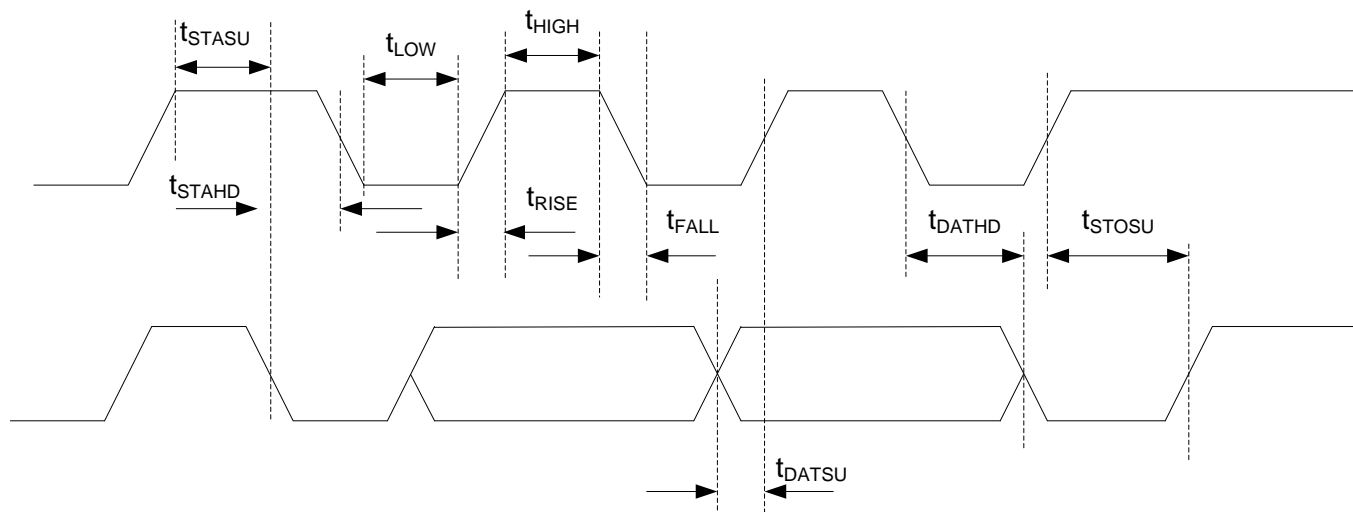 tSTASU
tLOW
tHIGH
tSTAHD
tRISE
tFALL
tDATHD
tSTOSU
tDATSU